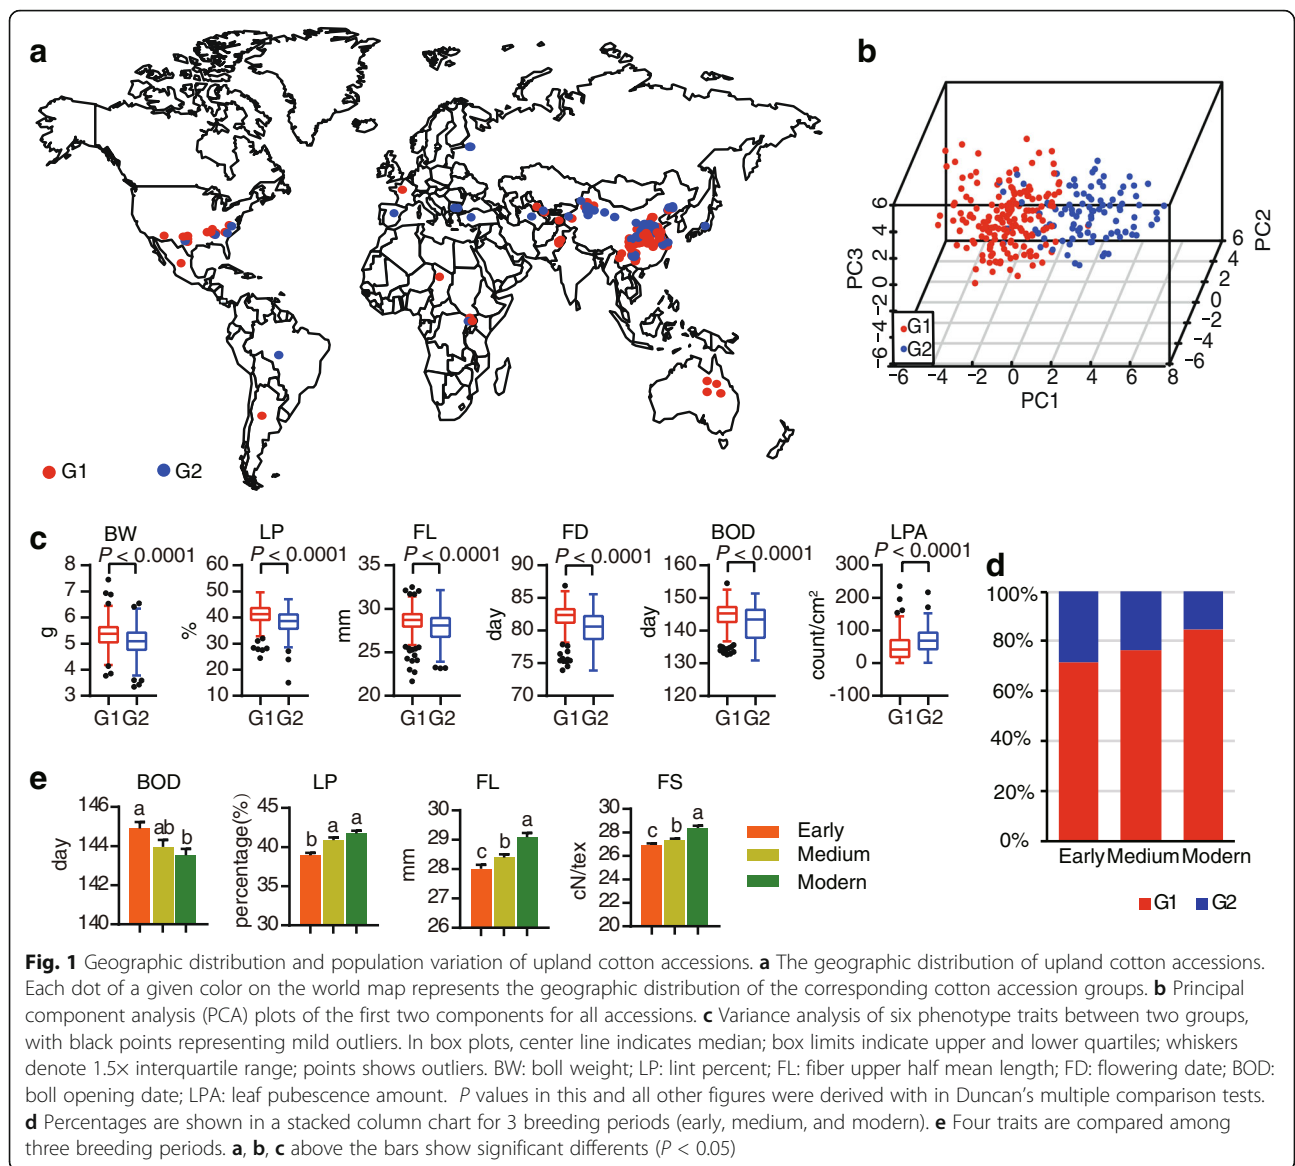 a
G1
G2
b
6
4
2
0
−2
−4
−6
PC3
−6
−4
−2
0
2
4
6
8
PC1
6
4
2
0
−2
−4
−6
PC2
G1
G2
c
BW
P < 0.0001
8
7
6
5
4
3
g
G1G2
LP
P < 0.0001
60
50
40
30
20
10
%
G1G2
FL
P < 0.0001
35
30
25
20
mm
G1G2
FD
P < 0.0001
90
85
80
75
70
day
G1G2
BOD
P < 0.0001
160
150
140
130
120
day
G1G2
LPA
P < 0.0001
300
200
100
0
-100
count/cm²
G1 G2
d
100%
80%
60%
40%
20%
0%
Early Medium Modern
G1 G2
e
BOD
146
144
142
140
day
a
ab
b
LP
45
40
35
30
percentage(%)
b
a
a
FL
30
29
28
27
26
mm
c
b
a
FS
30
28
26
24
22
20
cN/tex
c
b
a
Early
Medium
Modern
Fig. 1 Geographic distribution and population variation of upland cotton accessions. a The geographic distribution of upland cotton accessions.
Each dot of a given color on the world map represents the geographic distribution of the corresponding cotton accession groups. b Principal
component analysis (PCA) plots of the first two components for all accessions. c Variance analysis of six phenotype traits between two groups,
with black points representing mild outliers. In box plots, center line indicates median; box limits indicate upper and lower quartiles; whiskers
denote 1.5× interquartile range; points shows outliers. BW: boll weight; LP: lint percent; FL: fiber upper half mean length; FD: flowering date; BOD:
boll opening date; LPA: leaf pubescence amount. P values in this and all other figures were derived with in Duncan's multiple comparison tests.
d Percentages are shown in a stacked column chart for 3 breeding periods (early, medium, and modern). e Four traits are compared among
three breeding periods. a, b, c above the bars show significant differents (P < 0.05)